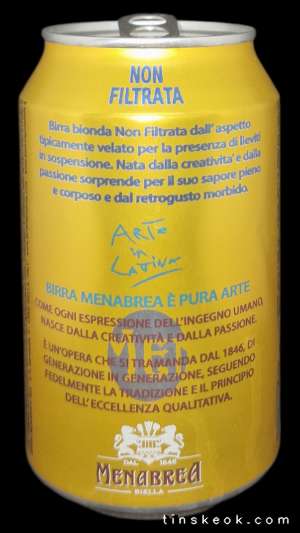 NON
FILTRATA
Birra bionda Non Filtrata dall'aspetto
tipicamente velato per la presenza di lieviti
in sospensione. Nata dalla creatività e dalla
passione sorprende per il suo sapore pieno
e corposo e dal retrogusto morbido.
ARTE
in
LATTINA
BIRRA MENABREA È PURA ARTE
COME OGNI ESPRESSIONE DELL'INGEGNO UMANO,
NASCE DALLA CREATIVITÀ E DALLA PASSIONE.
È UN'OPERA CHE SI TRAMANDA DAL 1846, DI
GENERAZIONE IN GENERAZIONE, SEGUENDO
FEDELMENTE LA TRADIZIONE E IL PRINCIPIO
DELL'ECCELLENZA QUALITATIVA.
DAL 1846
MENABREA
BIELLA
tinskeok.com